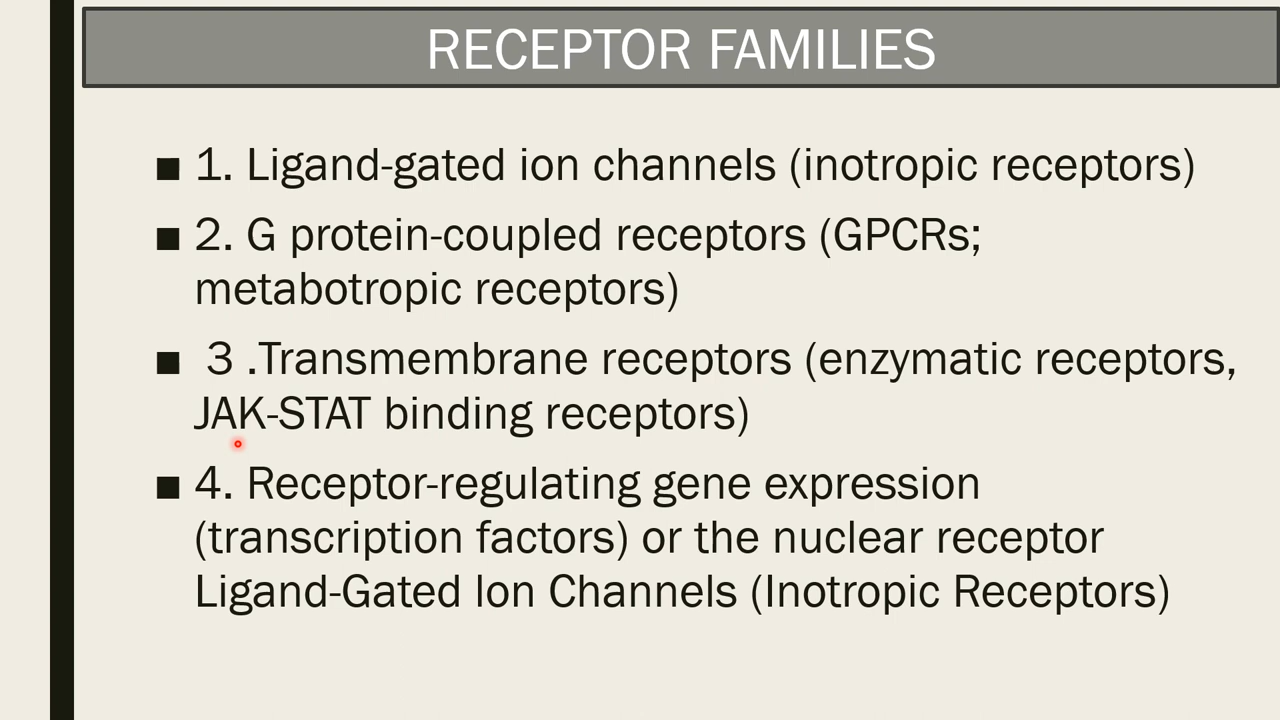 RECEPTOR FAMILIES
■ 1. Ligand-gated ion channels (inotropic receptors)
■ 2. G protein-coupled receptors (GPCRs;
metabotropic receptors)
■ 3 .Transmembrane receptors (enzymatic receptors,
JAK-STAT binding receptors)
■ 4. Receptor-regulating gene expression
(transcription factors) or the nuclear receptor
Ligand-Gated Ion Channels (Inotropic Receptors)